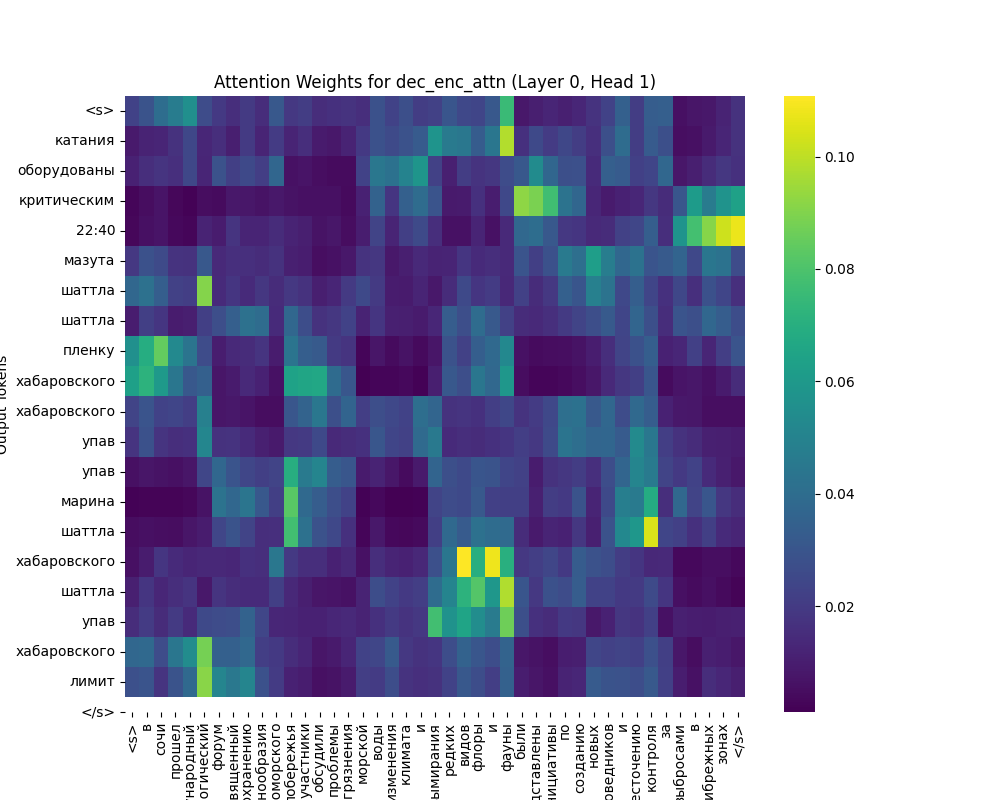 Attention Weights for dec_enc_attn (Layer 0, Head 1)
<s>
катания
оборудованы
критическим
22:40
мазута
шаттла
шаттла
пленку
хабаровского
хабаровского
упав
упав
марина
шаттла
хабаровского
шаттла
упав
хабаровского
лимит
</s>
Output Tokens
0.10
0.08
0.06
0.04
0.02
<s>
в
сочи
прошел
форум
участники
обсудили
проблемы
морской
воды
климата
и
редких
видов
флоры
и
фауны
были
по
созданию
новых
и
контроля
за
выбросами
в
зонах
</s>